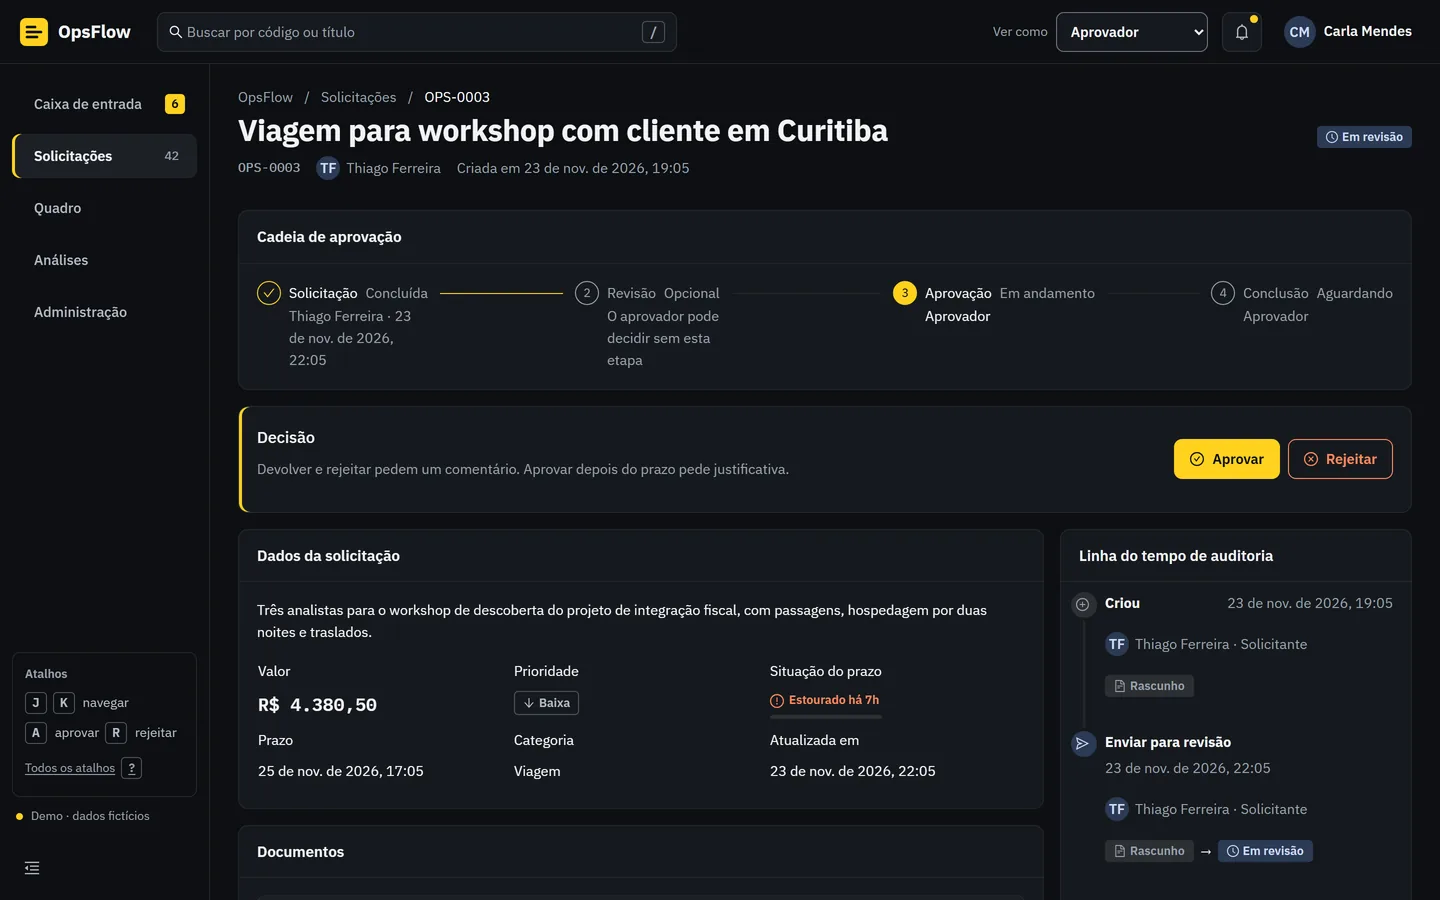 OpsFlow
Buscar por código ou título
/
Ver como
Aprovador
CM
Carla Mendes
Caixa de entrada
6
Solicitações
42
Quadro
Análises
Administração
Atalhos
J K navegar
A aprovar R rejeitar
Todos os atalhos ?
Demo · dados fictícios
OpsFlow / Solicitações / OPS-0003
Viagem para workshop com cliente em Curitiba
Em revisão
OPS-0003 TF Thiago Ferreira Criada em 23 de nov. de 2026, 19:05
Cadeia de aprovação
Solicitação Concluída
Thiago Ferreira · 23
de nov. de 2026,
22:05
2 Revisão Opcional
O aprovador pode
decidir sem esta
etapa
3 Aprovação Em andamento
Aprovador
4 Conclusão Aguardando
Aprovador
Decisão
Devolver e rejeitar pedem um comentário. Aprovar depois do prazo pede justificativa.
Aprovar
Rejeitar
Dados da solicitação
Três analistas para o workshop de descoberta do projeto de integração fiscal, com passagens, hospedagem por duas
noites e traslados.
Valor
R$ 4.380,50
Prioridade
Baixa
Situação do prazo
Estourado há 7h
Prazo
25 de nov. de 2026, 17:05
Categoria
Viagem
Atualizada em
23 de nov. de 2026, 22:05
Documentos
Linha do tempo de auditoria
Criou 23 de nov. de 2026, 19:05
TF Thiago Ferreira · Solicitante
Rascunho
Enviar para revisão
23 de nov. de 2026, 22:05
TF Thiago Ferreira · Solicitante
Rascunho → Em revisão